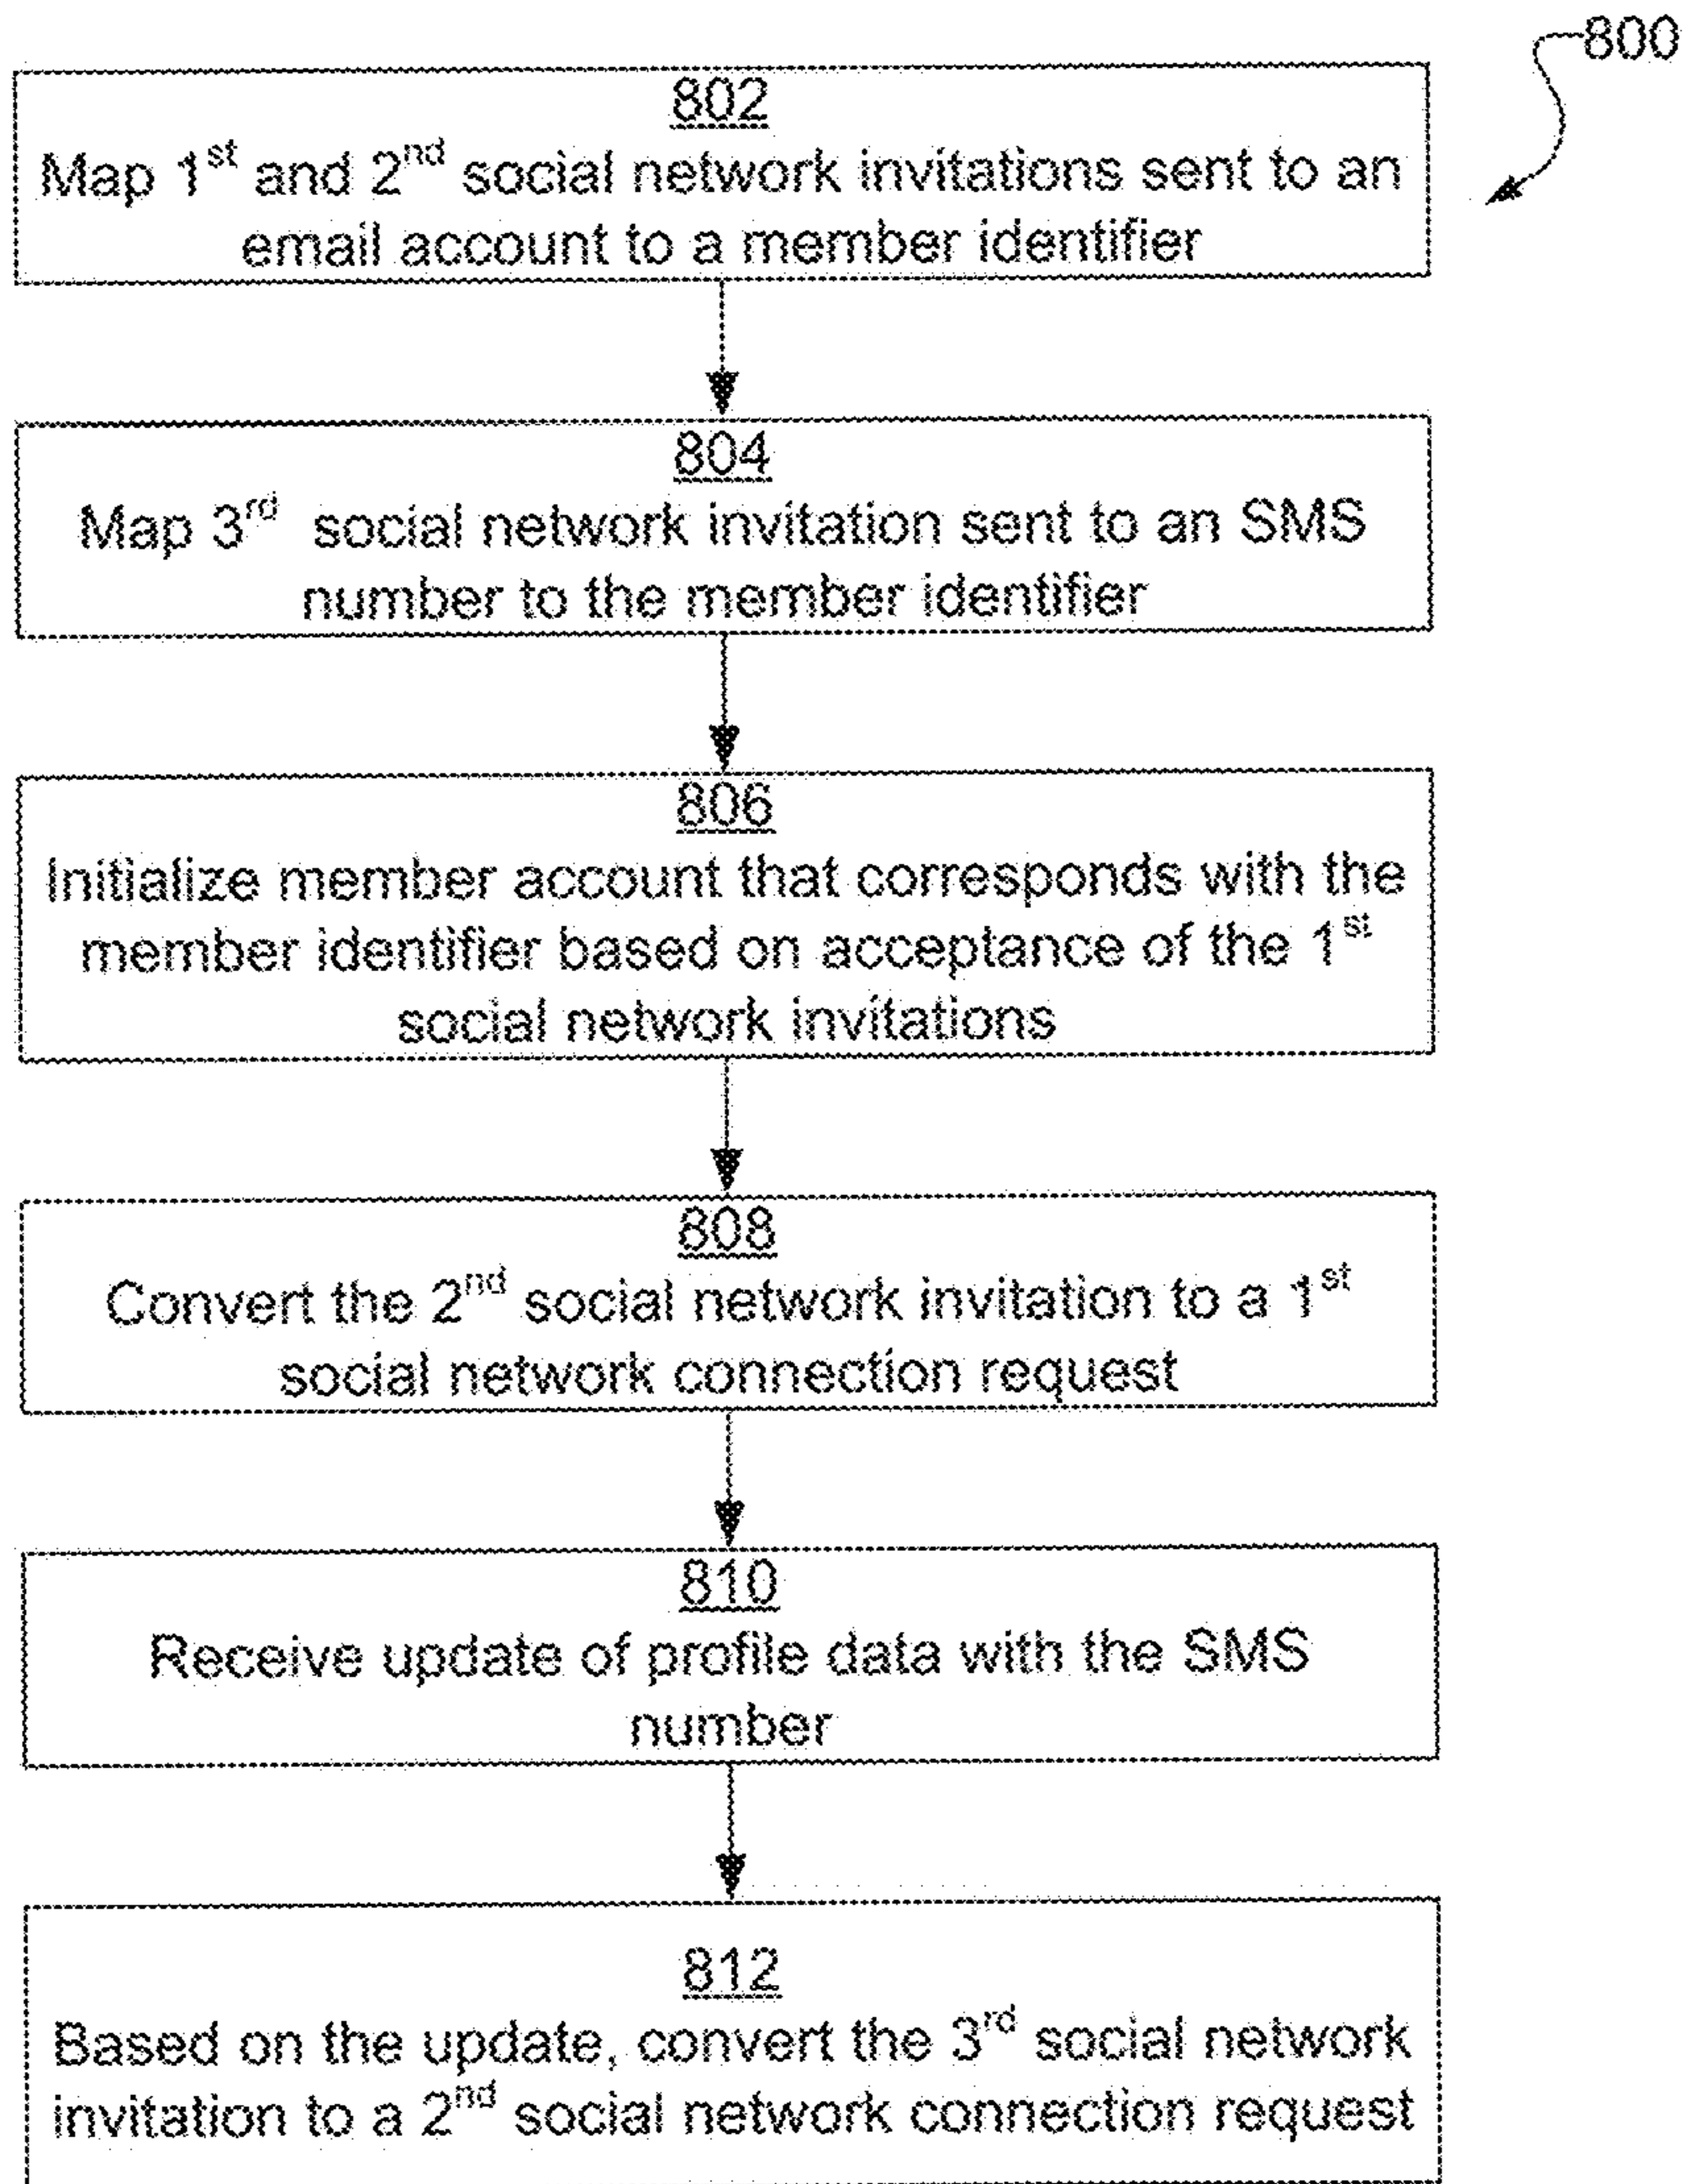 800
802
Map 1st and 2nd social network invitations sent to an
email account to a member identifier
804
Map 3rd social network invitation sent to an SMS
number to the member identifier
806
Initialize member account that corresponds with the
member identifier based on acceptance of the 1st
social network invitations
808
Convert the 2nd social network invitation to a 1st
social network connection request
810
Receive update of profile data with the SMS
number
812
Based on the update, convert the 3rd social network
invitation to a 2nd social network connection request